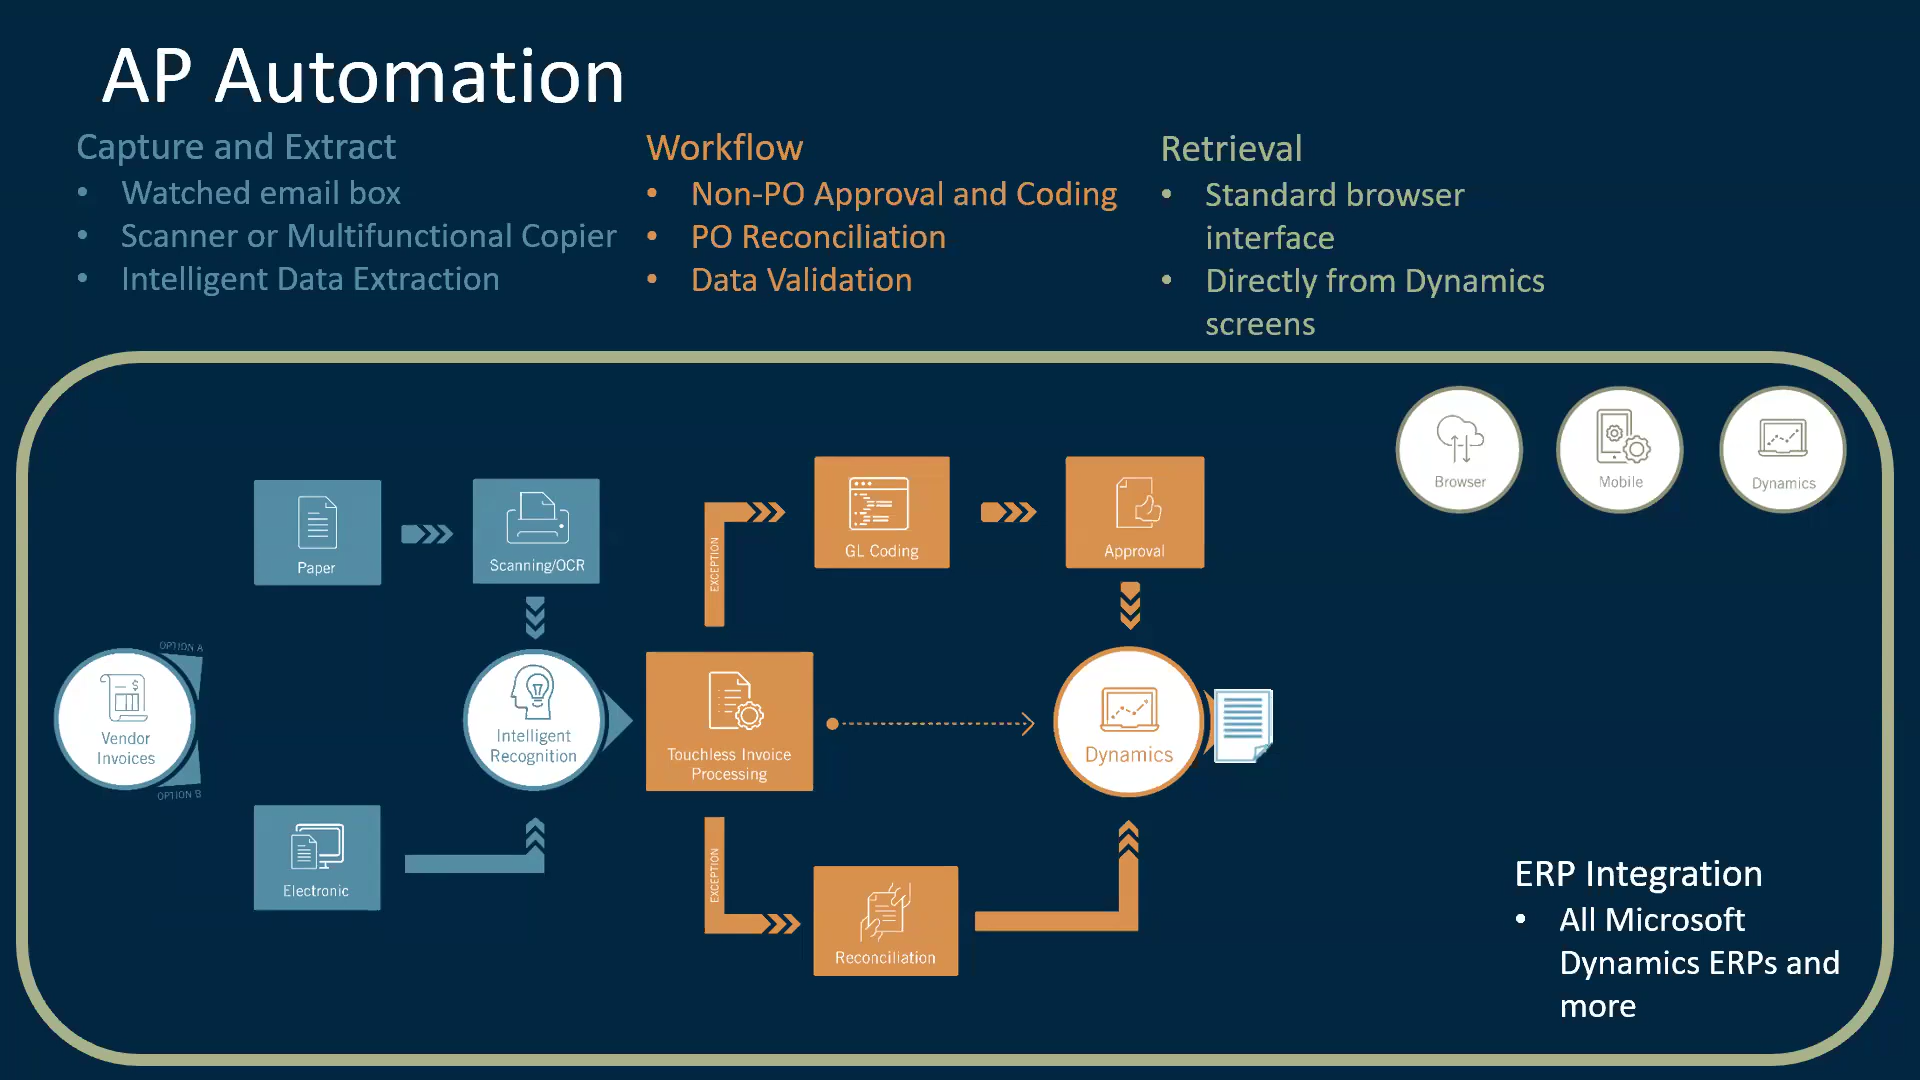 AP Automation
Capture and Extract
• Watched email box
• Scanner or Multifunctional Copier
• Intelligent Data Extraction
Workflow
• Non-PO Approval and Coding
• PO Reconciliation
• Data Validation
Retrieval
• Standard browser
interface
• Directly from Dynamics
screens
Browser
Mobile
Dynamics
Paper
Scanning/OCR
EXCEPTION
GL Coding
Approval
OPTION A
Vendor
Invoices
OPTION B
Intelligent
Recognition
Touchless Invoice
Processing
Dynamics
Electronic
EXCEPTION
Reconciliation
ERP Integration
• All Microsoft
Dynamics ERPs and
more